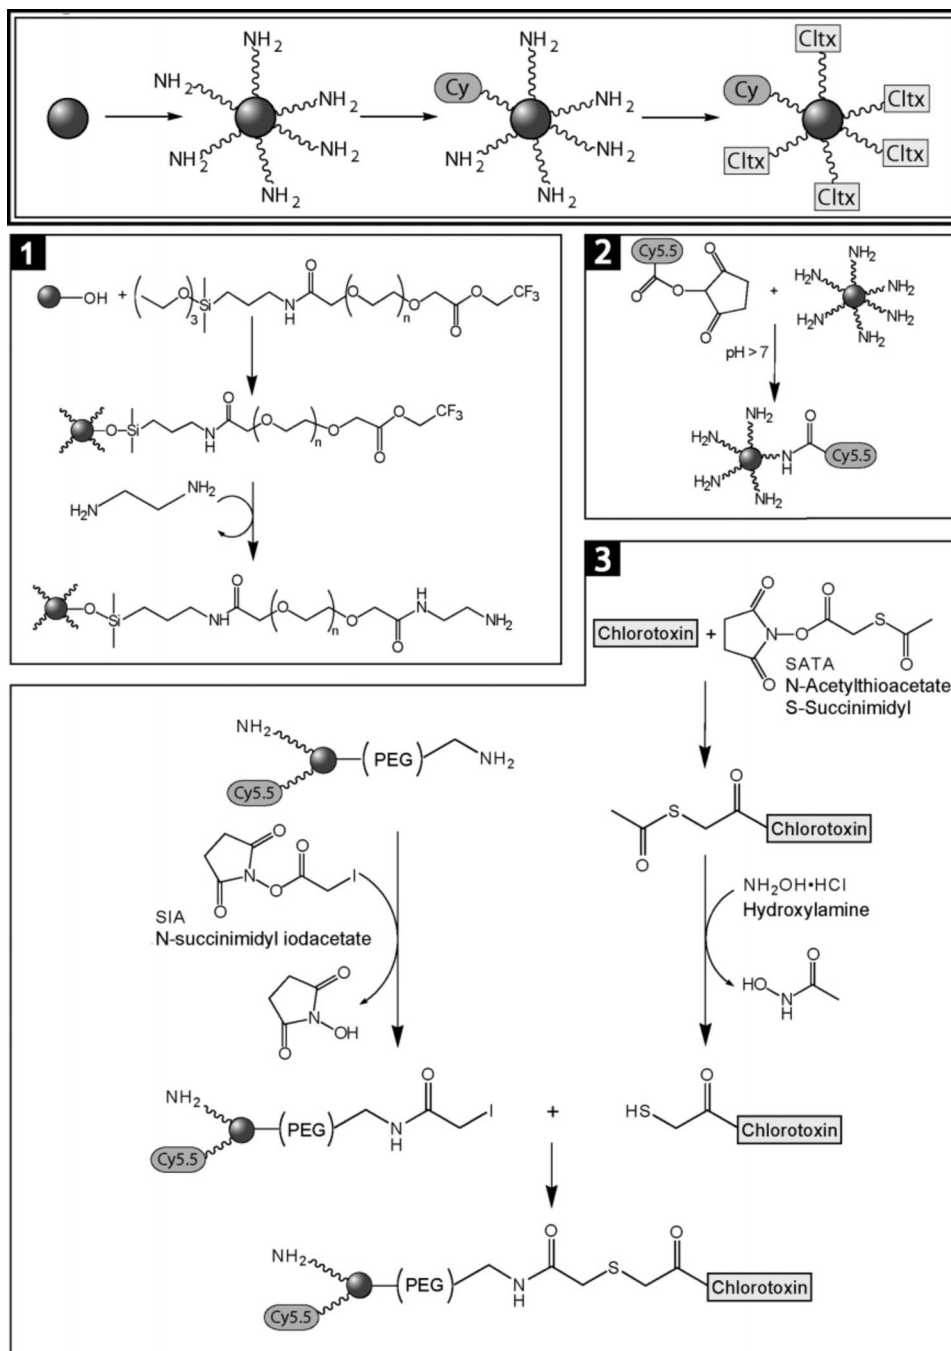 NH2
NH2
NH2
NH2
NH2
NH2
NH2
Cy
NH2
NH2
NH2
NH2
Cltx
Cy
Cltx
Cltx
Cltx
Cltx
1
OH + ( O )3 Si N H O ( O )n O O O CF3
O Si N H O ( O )n O O O CF3
H2N NH2
O Si NH O ( O )n O O H N NH2
2
Cy5.5
O O O O
+
H2N NH2 NH2 NH2 H2N NH2
pH > 7
NH2
H2N H2N NH2 N H O Cy5.5
3
Chlorotoxin + O N O O O S O
SATA
N-Acetylthioacetate
S-Succinimidyl
NH2
(PEG) NH2
Cy5.5
O S O Chlorotoxin
O N O O O I
SIA
N-succinimidyl iodacetate
O N OH O
NH2OH•HCl
Hydroxylamine
HO N H O
NH2
(PEG) N H O I
Cy5.5
+
HS O Chlorotoxin
NH2
(PEG) N H O S O Chlorotoxin
Cy5.5